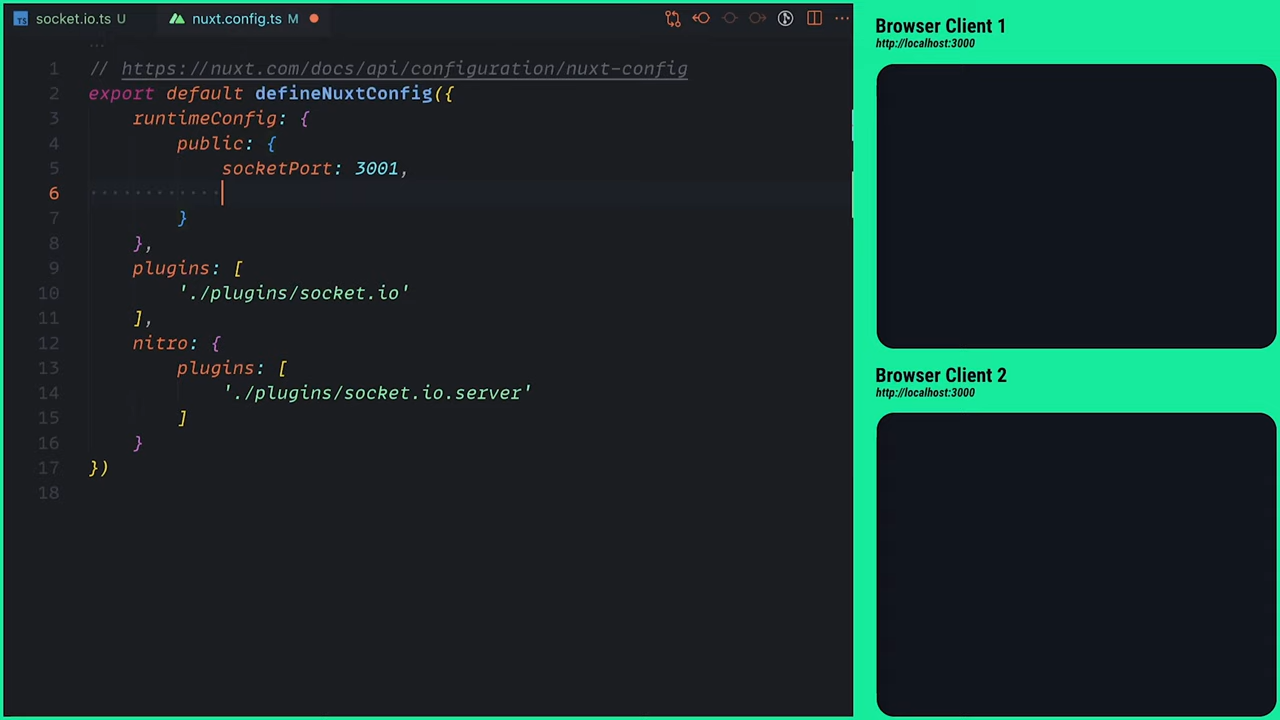 socket.io.ts U
nuxt.config.ts M
1 // https://nuxt.com/docs/api/configuration/nuxt-config
2 export default defineNuxtConfig({
3 runtimeConfig: {
4 public: {
5 socketPort: 3001,
6
7 }
8 },
9 plugins: [
10 './plugins/socket.io'
11 ],
12 nitro: {
13 plugins: [
14 './plugins/socket.io.server'
15 ]
16 }
17 })
18
Browser Client 1
http://localhost:3000
Browser Client 2
http://localhost:3000